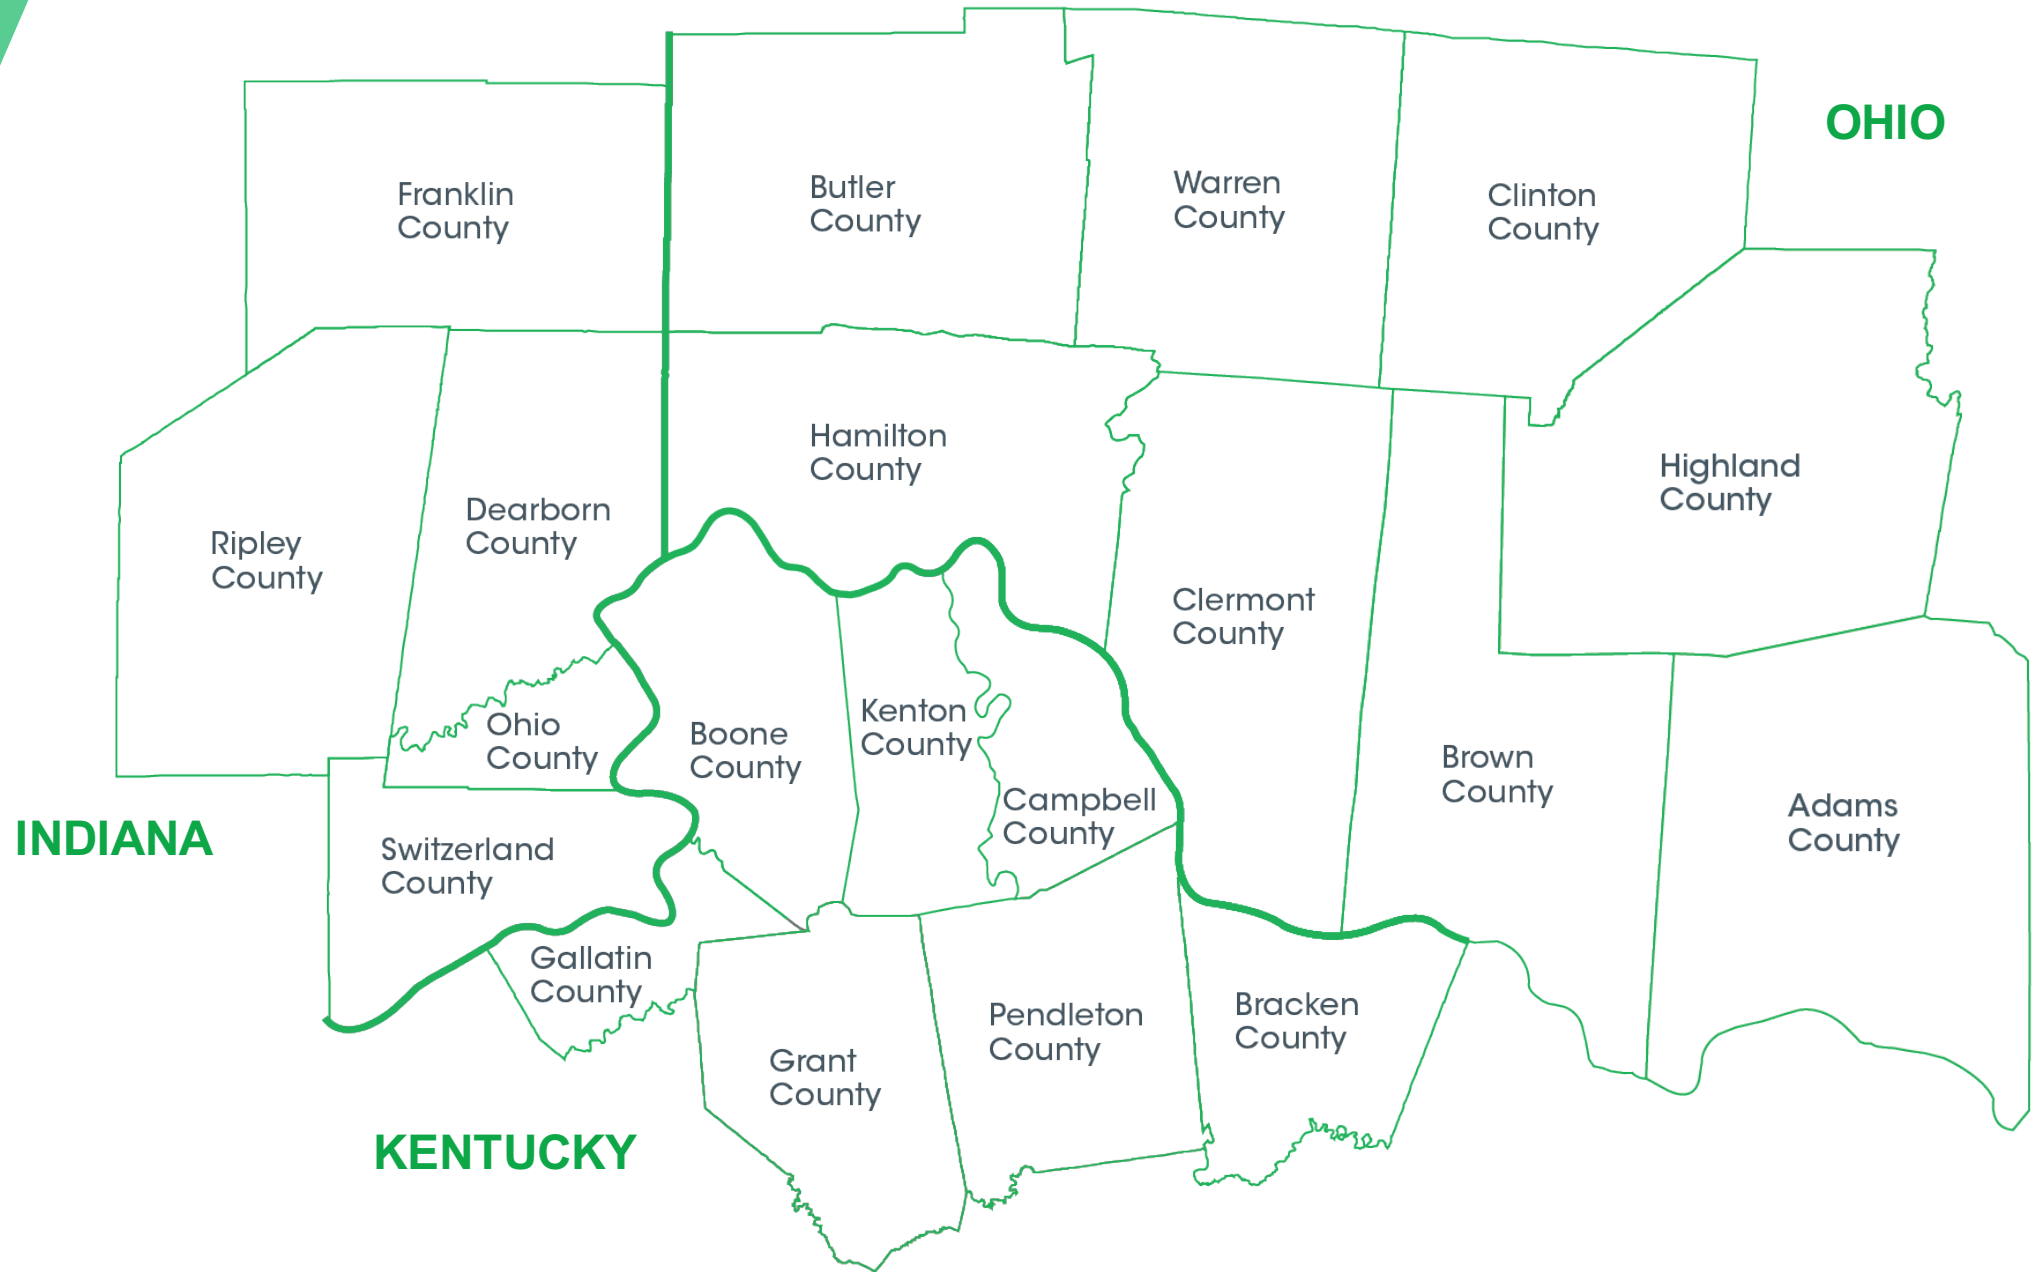 OHIO
Franklin
County
Butler
County
Warren
County
Clinton
County
Hamilton
County
Highland
County
Dearborn
County
Ripley
County
Clermont
County
Ohio
County
Boone
County
Kenton
County
Brown
County
Campbell
County
Adams
County
INDIANA
Switzerland
County
Gallatin
County
Pendleton
County
Bracken
County
Grant
County
KENTUCKY